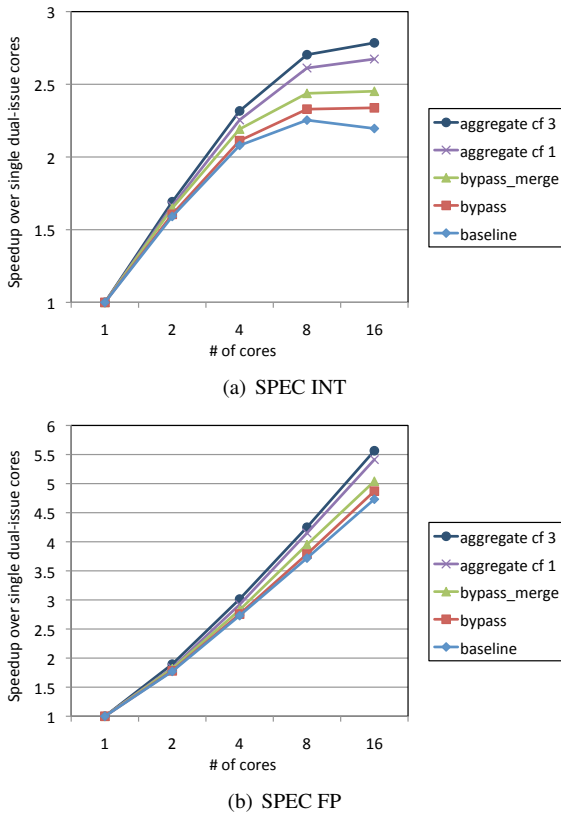 3
2.5
2
1.5
1
Speedup over single dual-issue cores
1 2 4 8 16
# of cores
aggregate cf 3
aggregate cf 1
bypass_merge
bypass
baseline
(a) SPEC INT
6
5.5
5
4.5
4
3.5
3
2.5
2
1.5
1
Speedup over single dual-issue cores
1 2 4 8 16
# of cores
aggregate cf 3
aggregate cf 1
bypass_merge
bypass
baseline
(b) SPEC FP